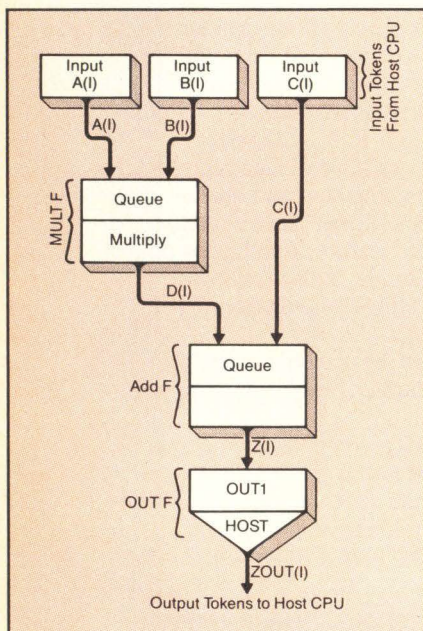 Input
A(I)
Input
B(I)
Input
C(I)
Input Tokens
From Host CPU
A(I)
B(I)
C(I)
MULT F
Queue
Multiply
D(I)
Add F
Queue
Z(I)
OUT F
OUT1
HOST
ZOUT(I)
Output Tokens to Host CPU